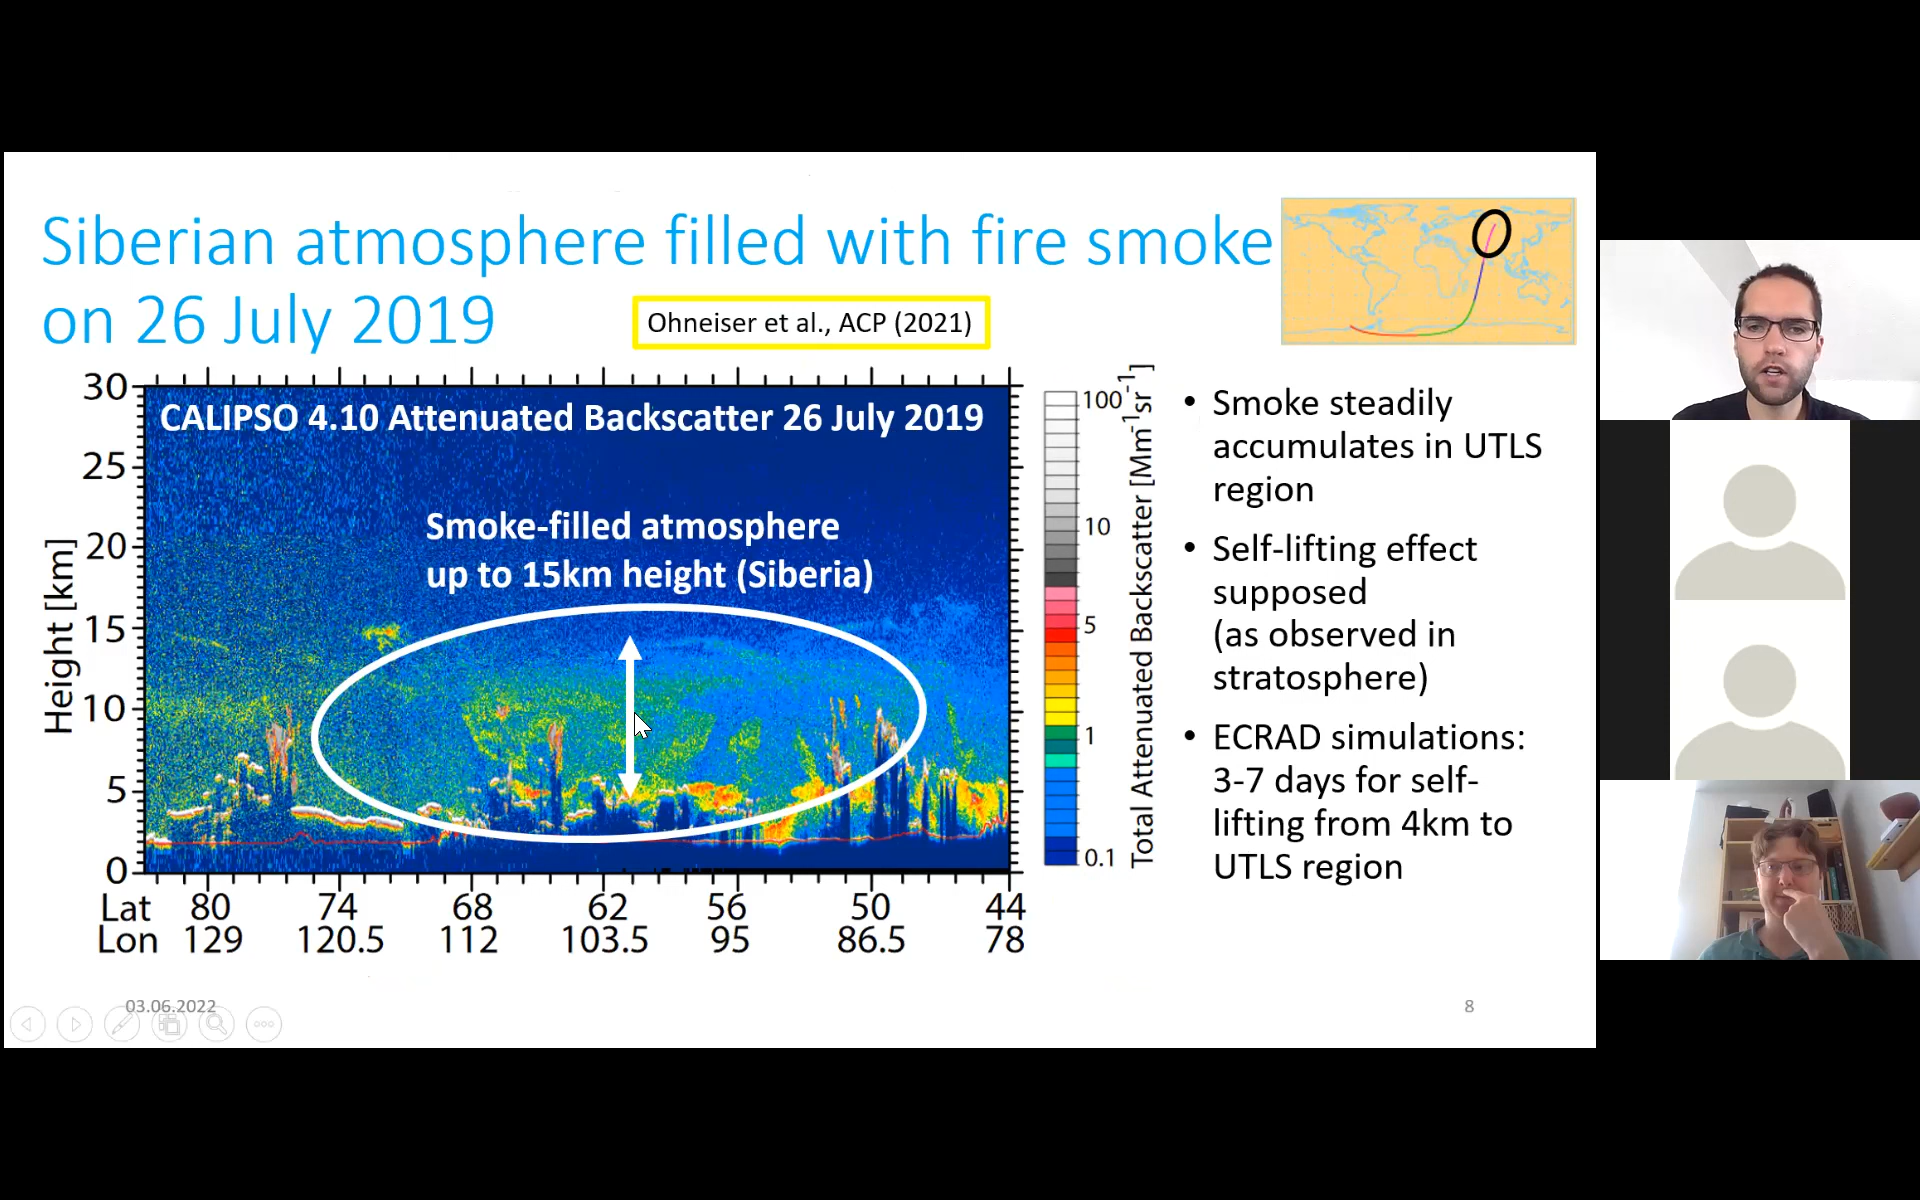 Siberian atmosphere filled with fire smoke
on 26 July 2019
Ohneiser et al., ACP (2021)
CALIPSO 4.10 Attenuated Backscatter 26 July 2019
Smoke-filled atmosphere
up to 15km height (Siberia)
Height [km]
30
25
20
15
10
5
0
Lat 80 74 68 62 56 50 44
Lon 129 120.5 112 103.5 95 86.5 78
100
10
5
1
0.1
Total Attenuated Backscatter [Mm⁻¹sr⁻¹]
• Smoke steadily
accumulates in UTLS
region
• Self-lifting effect
supposed
(as observed in
stratosphere)
• ECRAD simulations:
3-7 days for self-
lifting from 4km to
UTLS region
03.06.2022
8